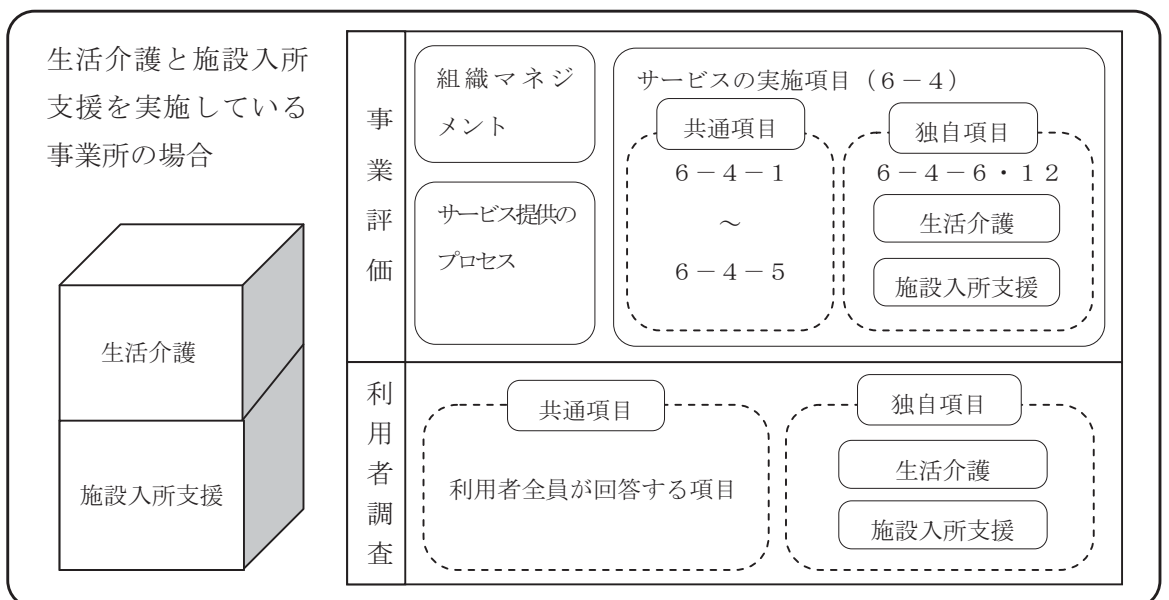 生活介護と施設入所
支援を実施している
事業所の場合
生活介護
施設入所支援
事業評価
組織マネジ
メント
サービス提供の
プロセス
サービスの実施項目（６－４）
共通項目
６－４－１
～
６－４－５
独自項目
６－４－６・１２
生活介護
施設入所支援
利用者調査
共通項目
利用者全員が回答する項目
独自項目
生活介護
施設入所支援